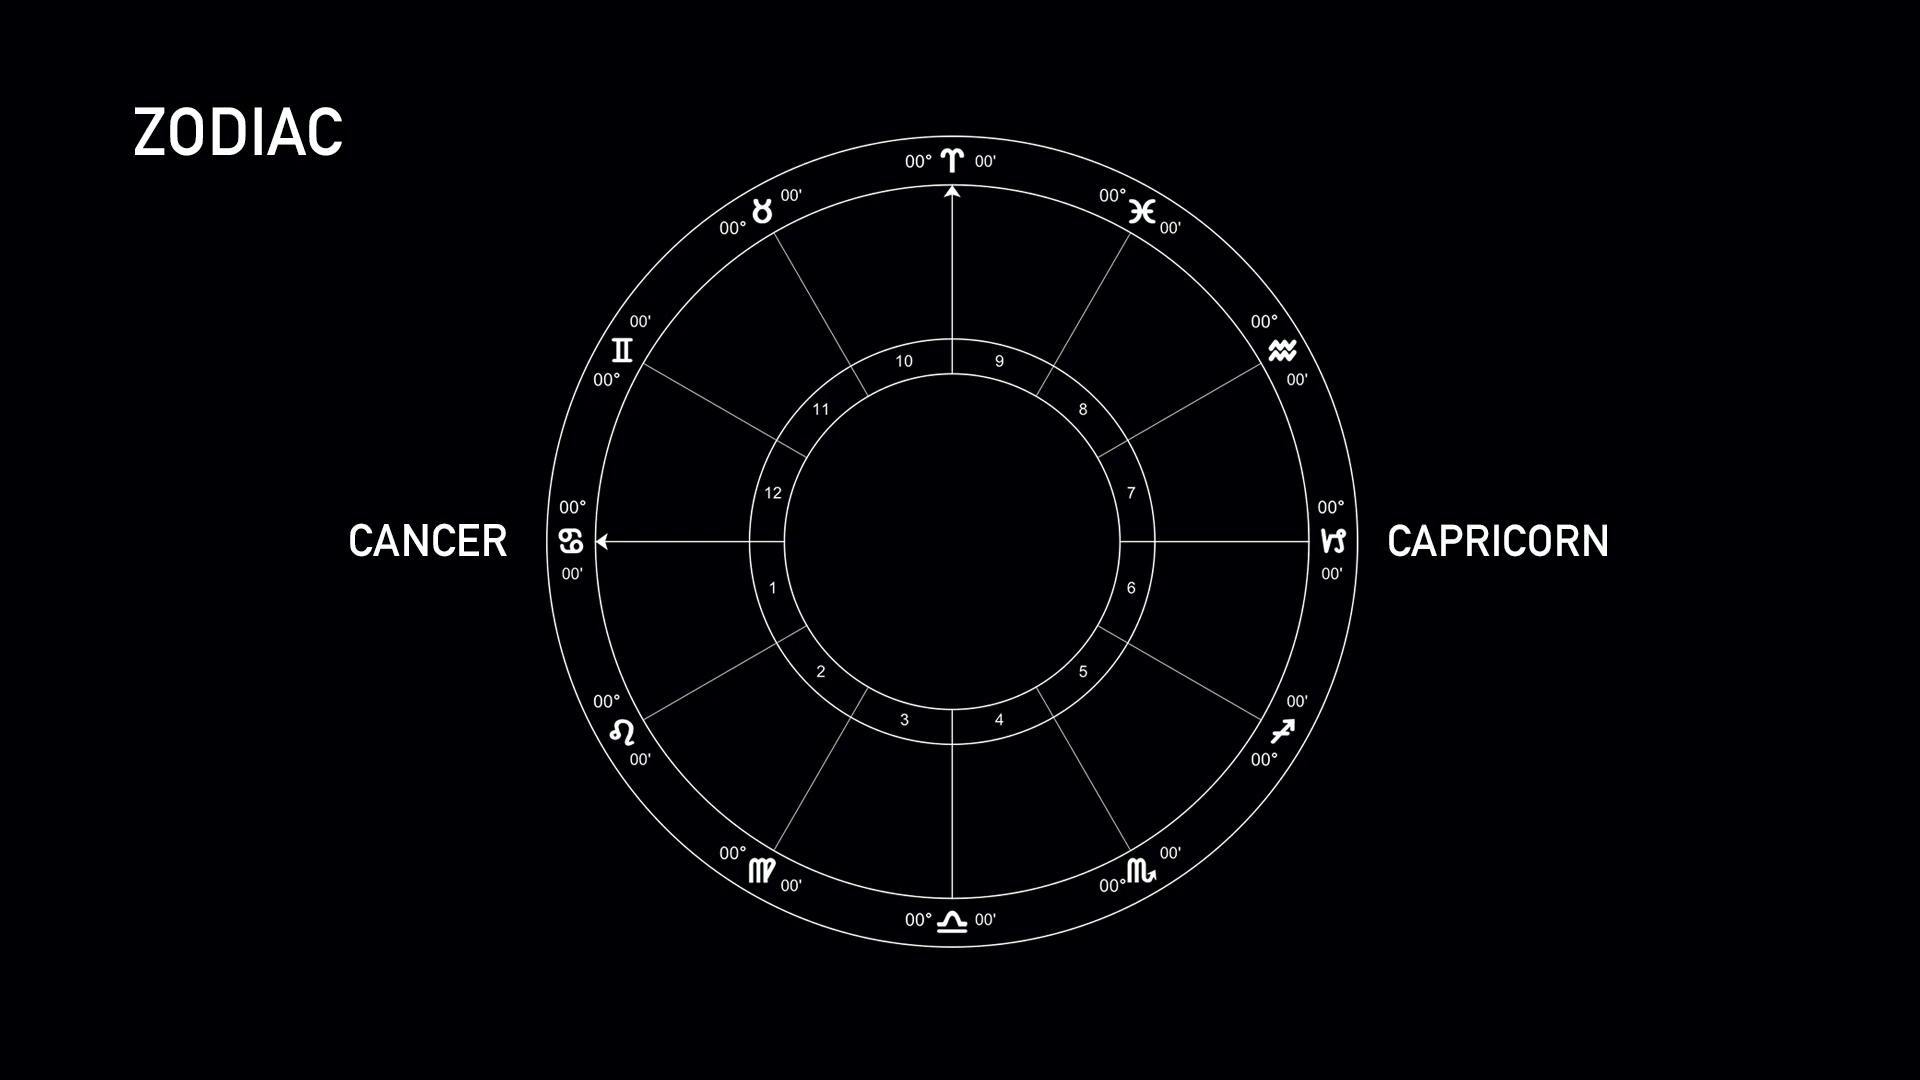 ZODIAC
00° ♈ 00'
00° ♓ 00'
00° ♉ 00'
00° ♒ 00'
00° ♊ 00'
10 9
11 8
12 7
CANCER 00° ♋ 00'
00° ♑ 00' CAPRICORN
1 6
2 5
3 4
00° ♌ 00'
00° ♐ 00'
00° ♍ 00'
00° ♏ 00'
00° ♎ 00'